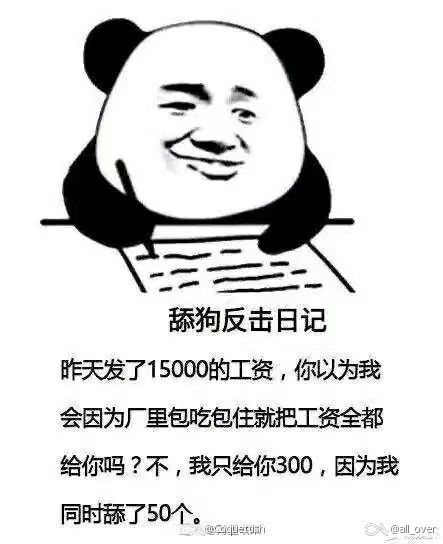 舔狗反击日记
昨天发了15000的工资，你以为我
会因为厂里包吃包住就把工资全都
给你吗？不，我只给你300，因为我
同时舔了50个。
@Coquetush
@all_over